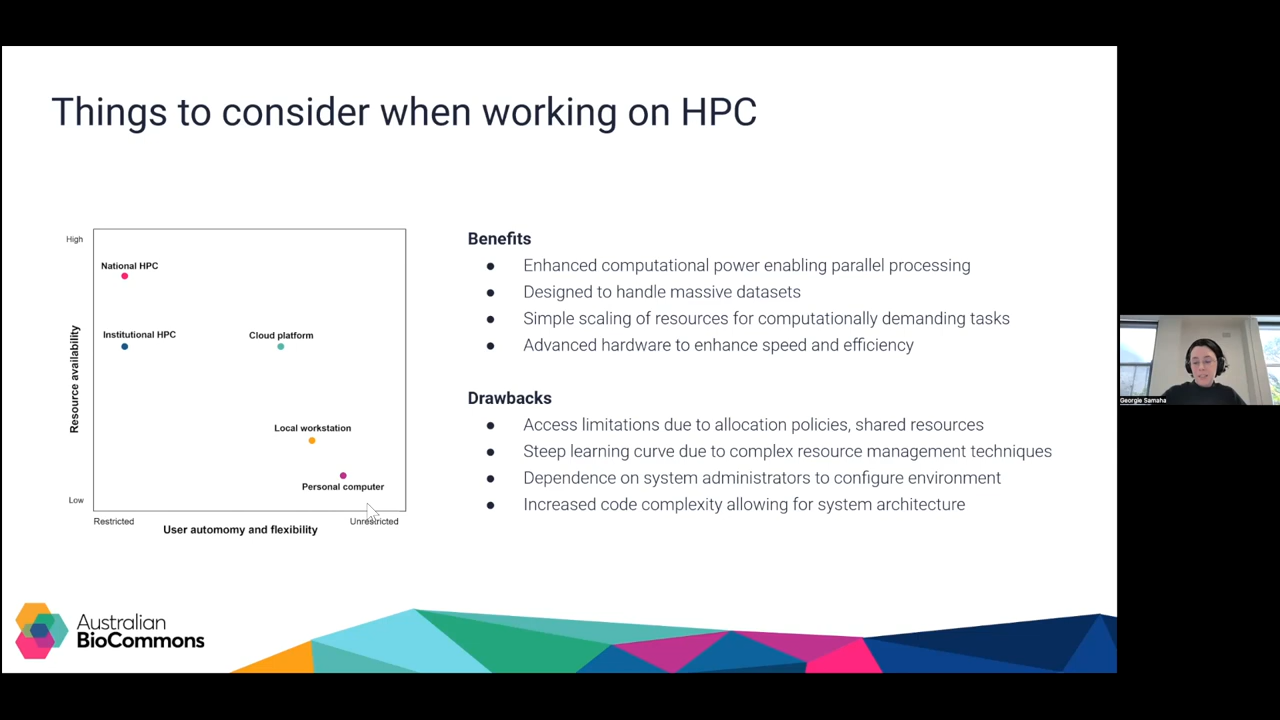 Things to consider when working on HPC
High
National HPC
Institutional HPC
Cloud platform
Local workstation
Personal computer
Resource availability
Low
Restricted
Unrestricted
User automomy and flexibility
Benefits
● Enhanced computational power enabling parallel processing
● Designed to handle massive datasets
● Simple scaling of resources for computationally demanding tasks
● Advanced hardware to enhance speed and efficiency
Drawbacks
● Access limitations due to allocation policies, shared resources
● Steep learning curve due to complex resource management techniques
● Dependence on system administrators to configure environment
● Increased code complexity allowing for system architecture
Georgie Samaha
Australian
BioCommons